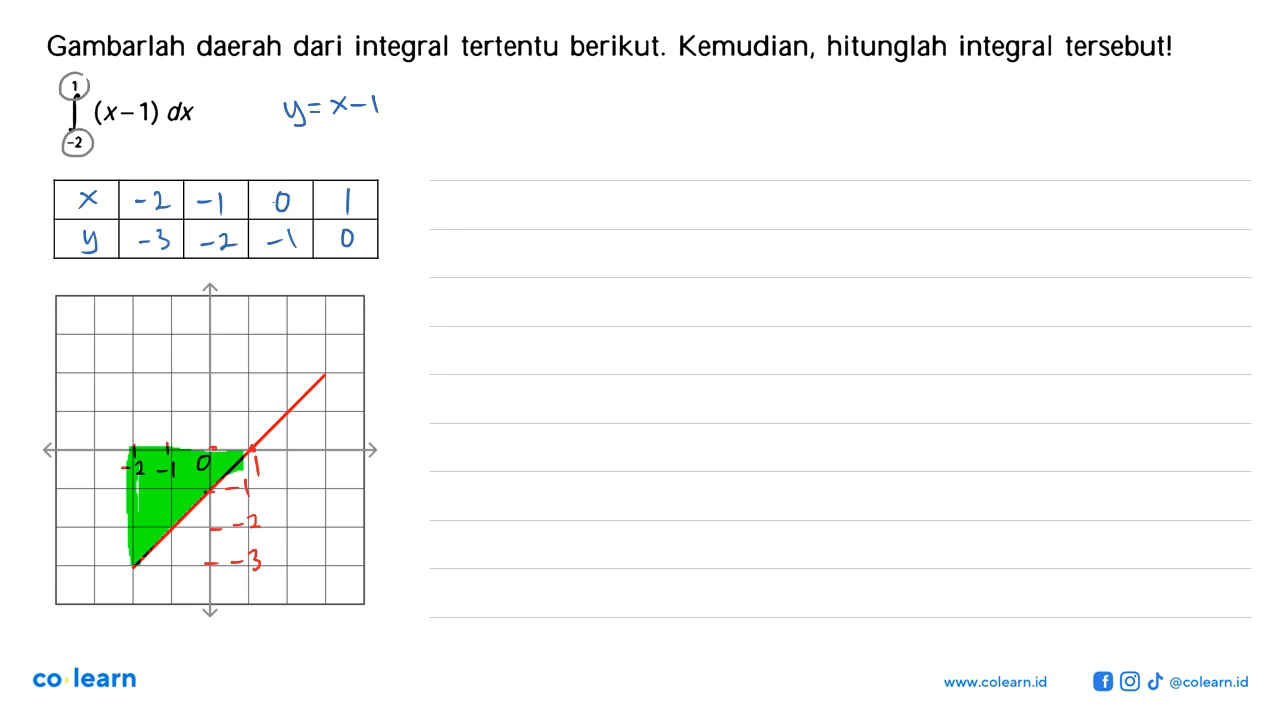 Gambarlah daerah dari integral tertentu berikut. Kemudian, hitunglah integral tersebut!
1
∫ (x – 1) dx y = x – 1
-2
x -2 -1 0 1
y -3 -2 -1 0
-2 -1 0 1
-1
-2
-3
co·learn www.colearn.id @colearn.id